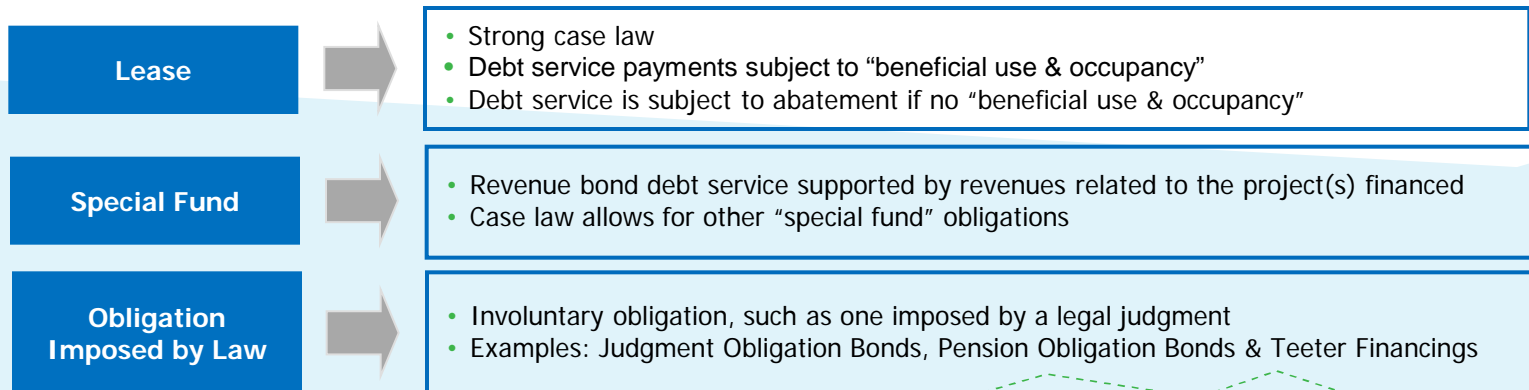 Lease
• Strong case law
• Debt service payments subject to “beneficial use & occupancy”
• Debt service is subject to abatement if no “beneficial use & occupancy”
Special Fund
• Revenue bond debt service supported by revenues related to the project(s) financed
• Case law allows for other “special fund” obligations
Obligation
Imposed by Law
• Involuntary obligation, such as one imposed by a legal judgment
• Examples: Judgment Obligation Bonds, Pension Obligation Bonds & Teeter Financings